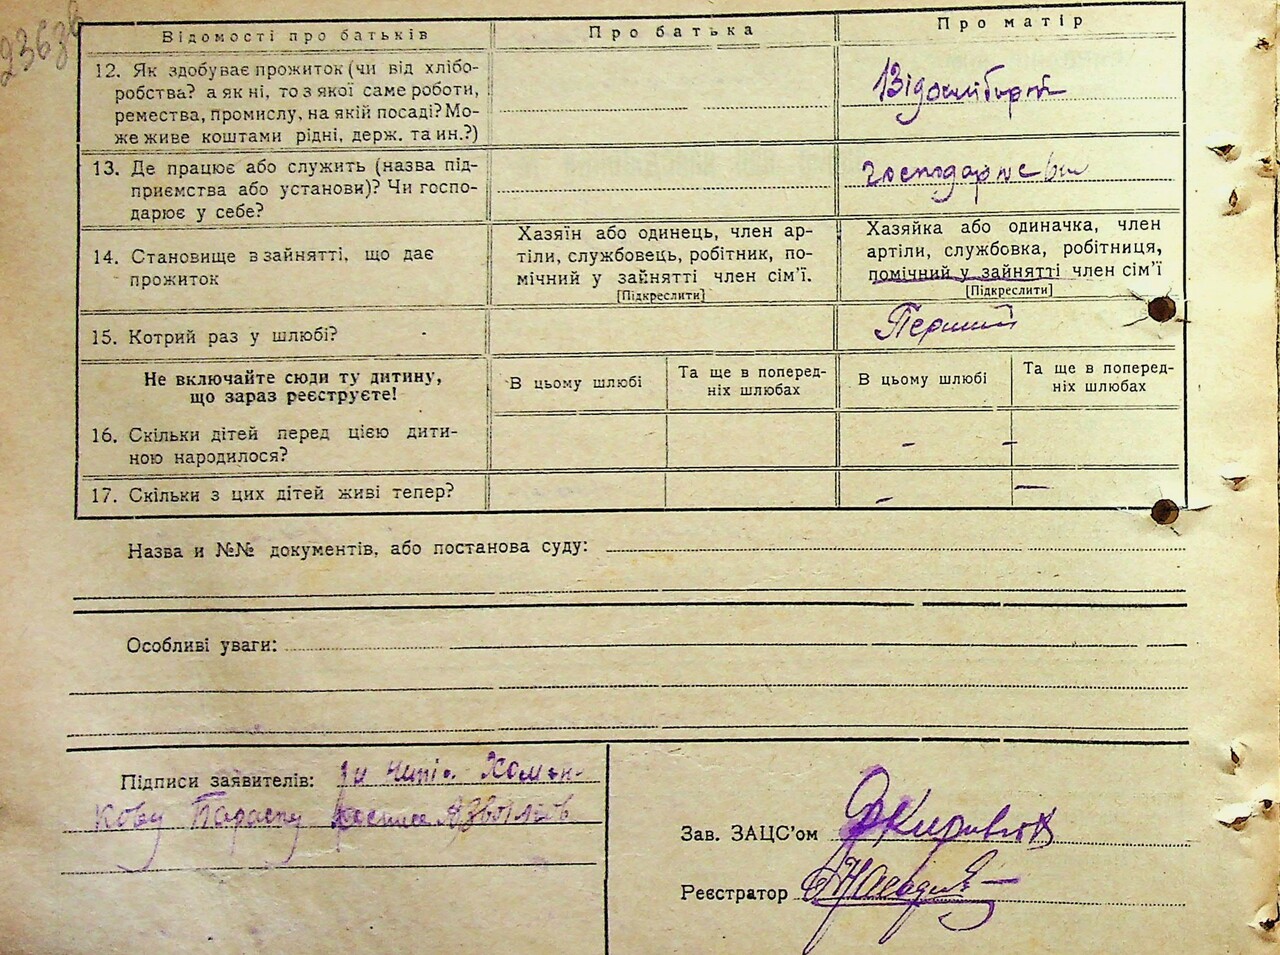 Відомості про батьків
Про батька
Про матір
12. Як здобуває прожиток (чи від хлібо-
робства? а як ні, то з якої саме роботи,
ремества, промислу, на якій посаді? Мо-
же живе коштами рідні, держ. та ин.?)
13. Де працює або служить (назва під-
приємства або установи)? Чи госпо-
дарює у себе?
14. Становище в зайнятті, що дає
прожиток
Хазяїн або одинець, член ар-
тіли, службовець, робітник, по-
мічний у зайнятті член сім’ї.
[Підкреслити]
Хазяйка або одиначка, член
артіли, службовка, робітниця,
помічний у зайнятті член сім’ї
[Підкреслити]
15. Котрий раз у шлюбі?
Перший
Не включайте сюди ту дитину,
що зараз реєструєте!
В цьому шлюбі
Та ще в поперед-
ніх шлюбах
В цьому шлюбі
Та ще в поперед-
ніх шлюбах
16. Скільки дітей перед цією дити-
ною народилося?
- -
17. Скільки з цих дітей живі тепер?
- -
Назва и №№ документів, або постанова суду:
Особливі уваги:
Підписи заявителів: Хомен-
кову
Зав. ЗАЦС’ом
Реєстратор